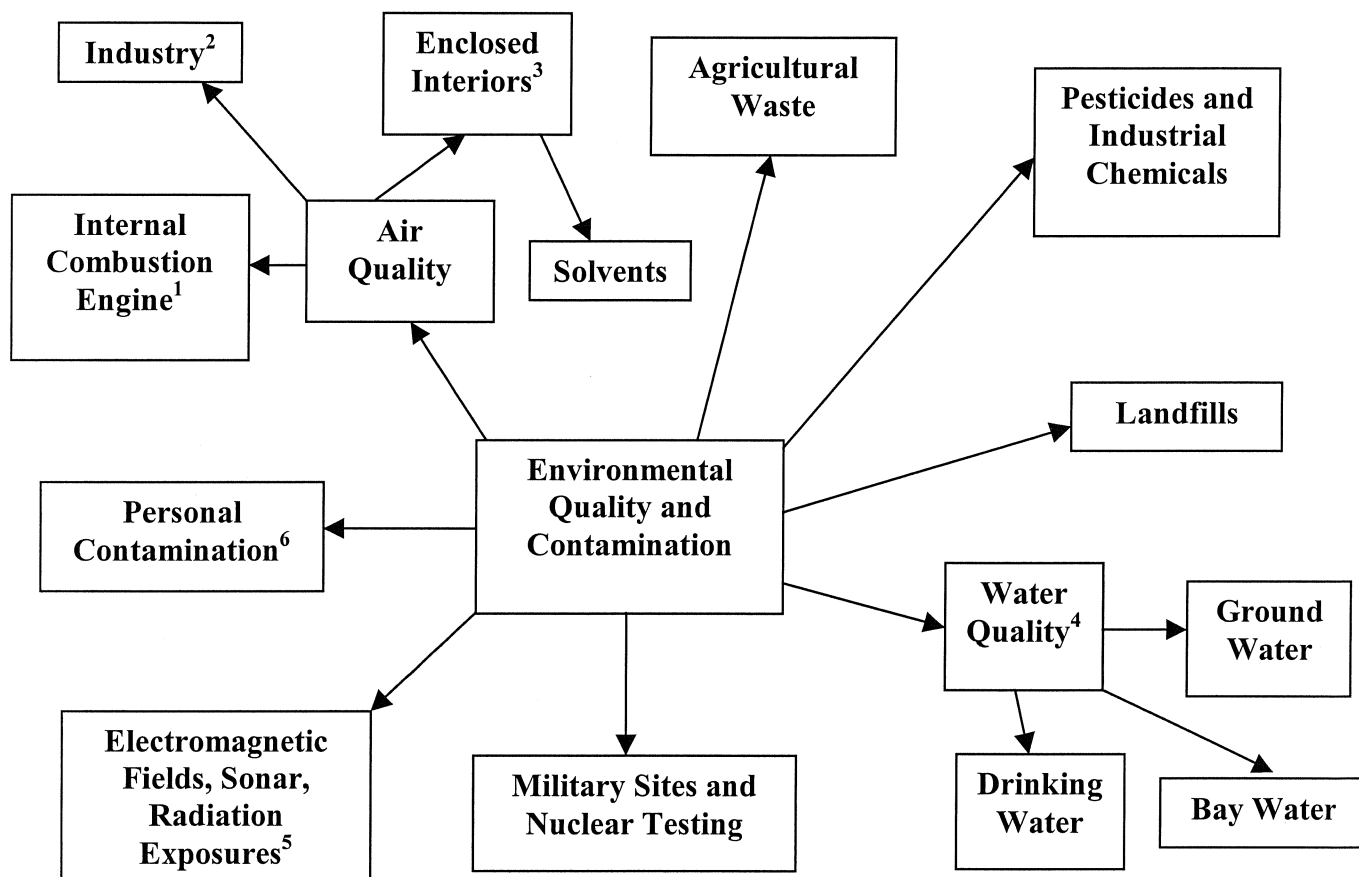 Industry²
Enclosed
Interiors³
Agricultural
Waste
Pesticides and
Industrial
Chemicals
Internal
Combustion
Engine¹
Air
Quality
Solvents
Landfills
Environmental
Quality and
Contamination
Personal
Contamination⁶
Water
Quality⁴
Ground
Water
Electromagnetic
Fields, Sonar,
Radiation
Exposures⁵
Military Sites and
Nuclear Testing
Drinking
Water
Bay Water